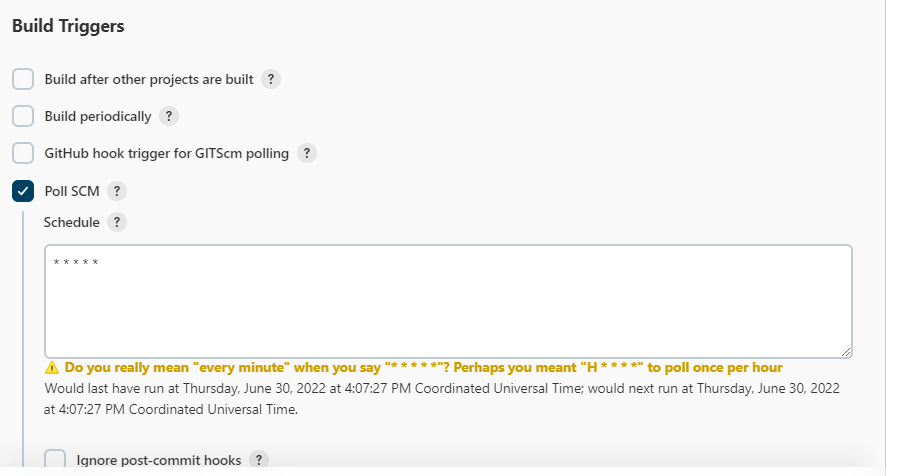 Build Triggers
Build after other projects are built ?
Build periodically ?
GitHub hook trigger for GITScm polling ?
Poll SCM ?
Schedule ?
* * * * *
Do you really mean "every minute" when you say "* * * * *"? Perhaps you meant "H * * * *" to poll once per hour
Would last have run at Thursday, June 30, 2022 at 4:07:27 PM Coordinated Universal Time; would next run at Thursday, June 30, 2022
at 4:07:27 PM Coordinated Universal Time.
Ignore post-commit hooks ?